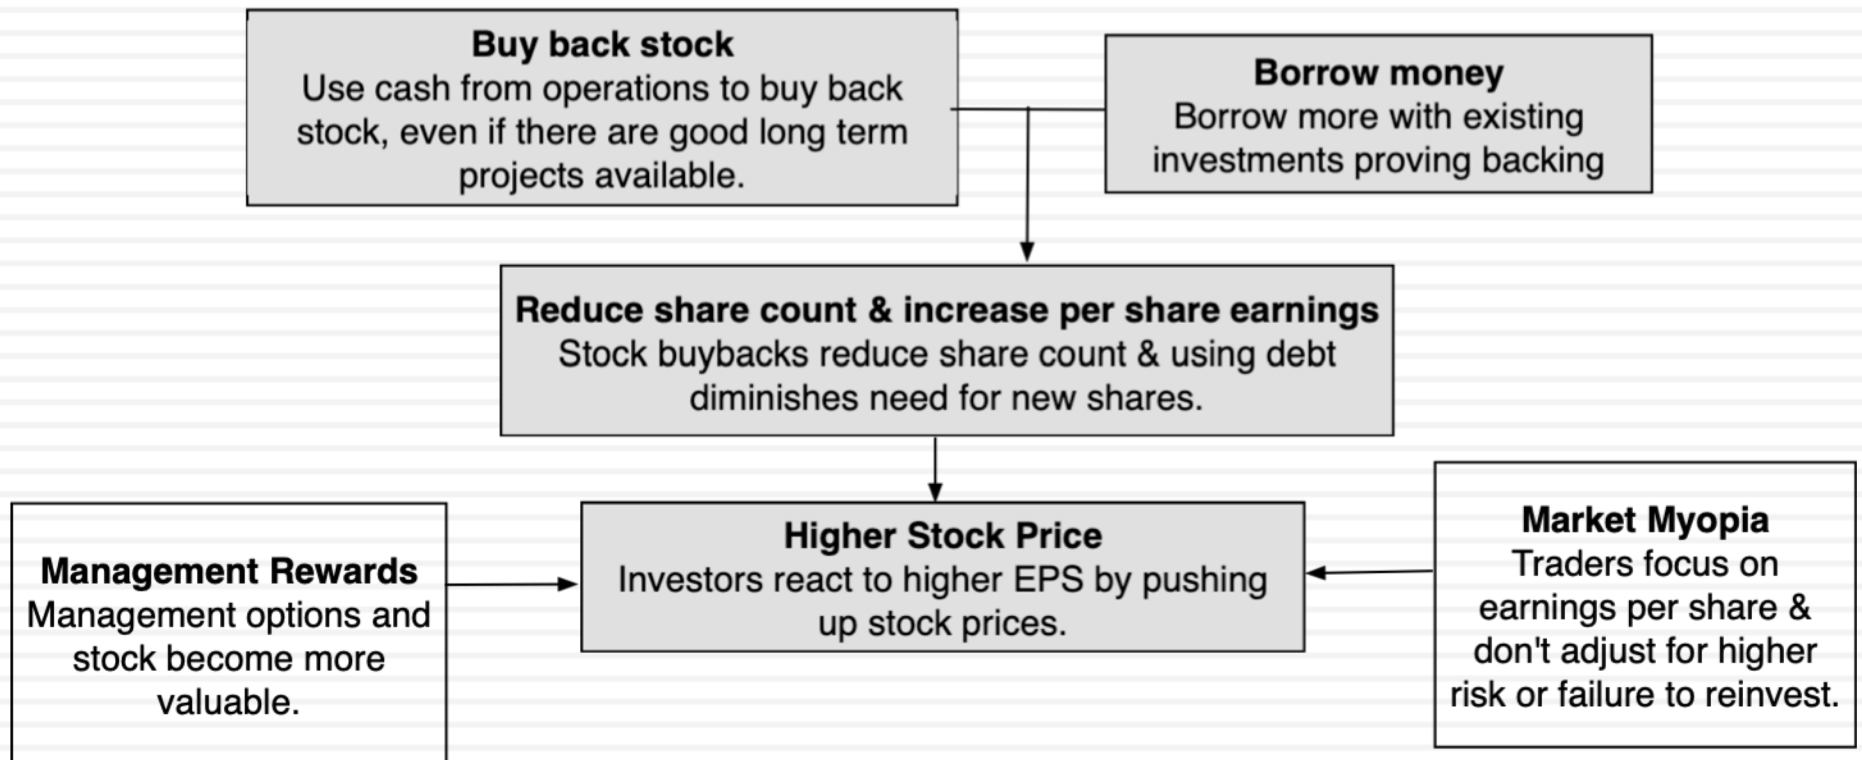 Buy back stock
Use cash from operations to buy back
stock, even if there are good long term
projects available.
Borrow money
Borrow more with existing
investments proving backing
Reduce share count & increase per share earnings
Stock buybacks reduce share count & using debt
diminishes need for new shares.
Management Rewards
Management options and
stock become more
valuable.
Higher Stock Price
Investors react to higher EPS by pushing
up stock prices.
Market Myopia
Traders focus on
earnings per share &
don't adjust for higher
risk or failure to reinvest.